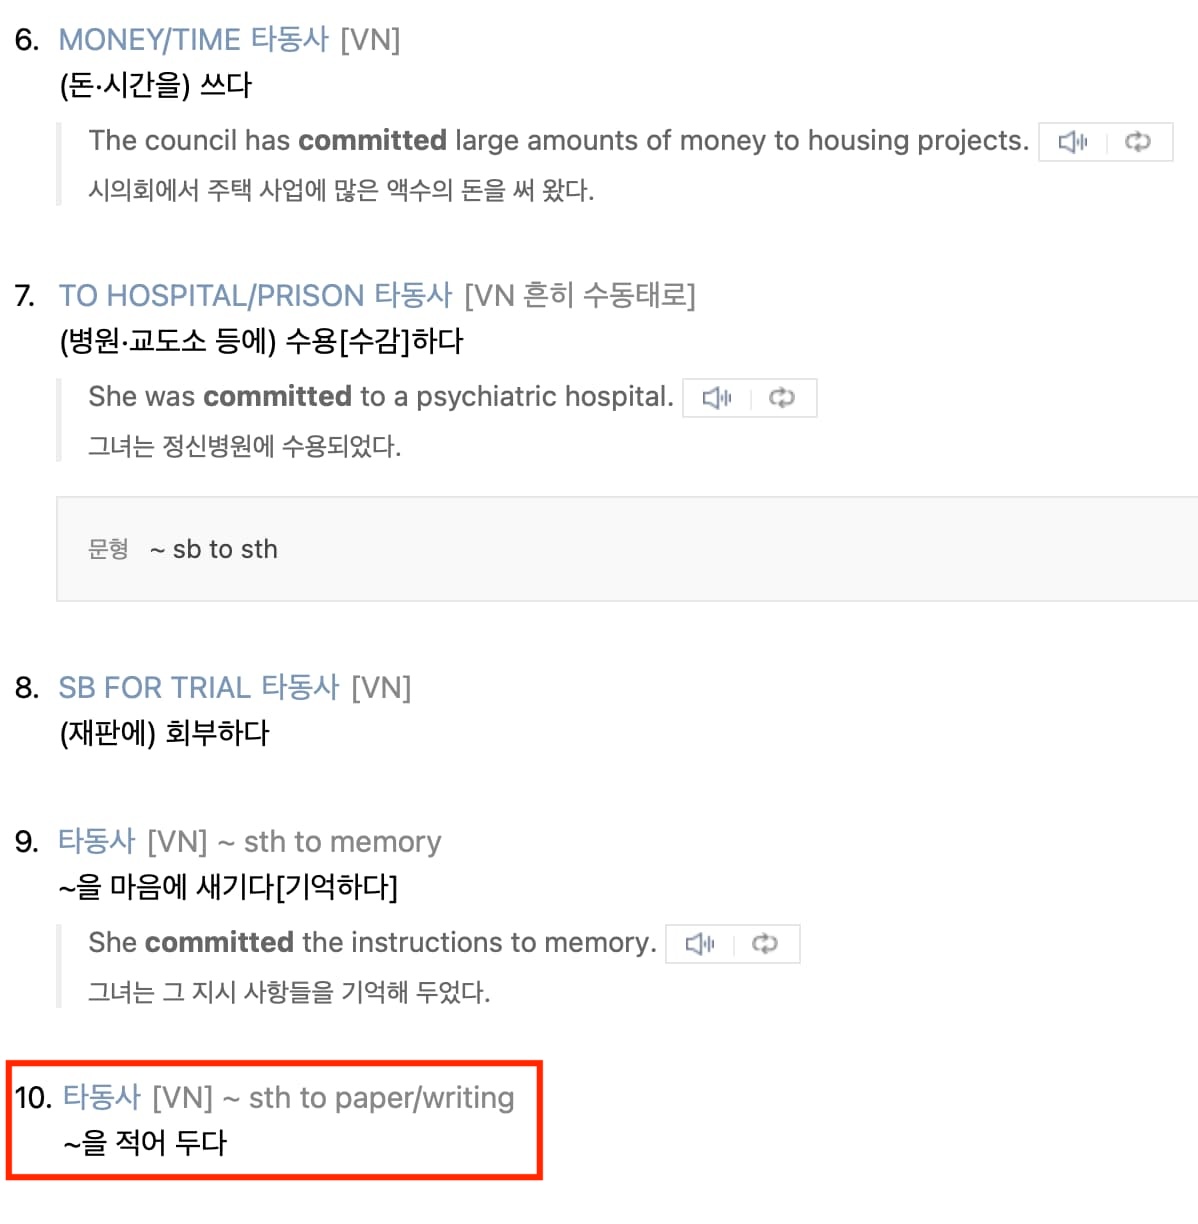 6. MONEY/TIME 타동사 [VN]
(돈·시간을) 쓰다
The council has committed large amounts of money to housing projects.
시의회에서 주택 사업에 많은 액수의 돈을 써 왔다.
7. TO HOSPITAL/PRISON 타동사 [VN 흔히 수동태로]
(병원·교도소 등에) 수용[수감]하다
She was committed to a psychiatric hospital.
그녀는 정신병원에 수용되었다.
문형 ~ sb to sth
8. SB FOR TRIAL 타동사 [VN]
(재판에) 회부하다
9. 타동사 [VN] ~ sth to memory
~을 마음에 새기다[기억하다]
She committed the instructions to memory.
그녀는 그 지시 사항들을 기억해 두었다.
10. 타동사 [VN] ~ sth to paper/writing
~을 적어 두다